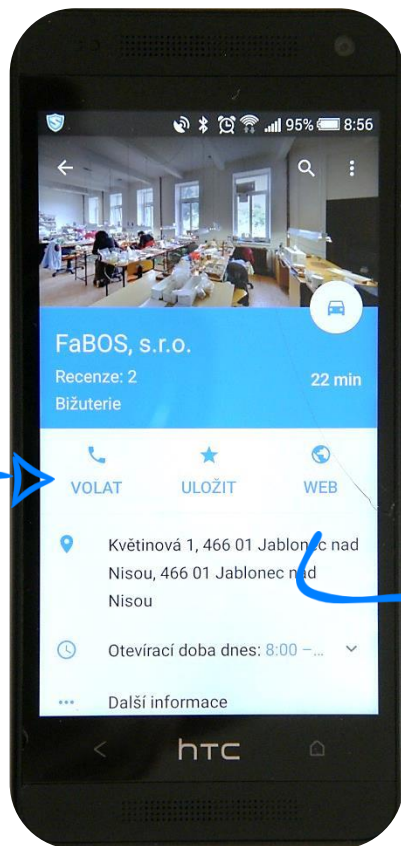 95% 8:56
FaBOS, s.r.o.
Recenze: 2
22 min
Bižuterie
VOLAT ULOŽIT WEB
Květinová 1, 466 01 Jablonec nad
Nisou, 466 01 Jablonec nad
Nisou
Otevírací doba dnes: 8:00 –...
Další informace
hTC